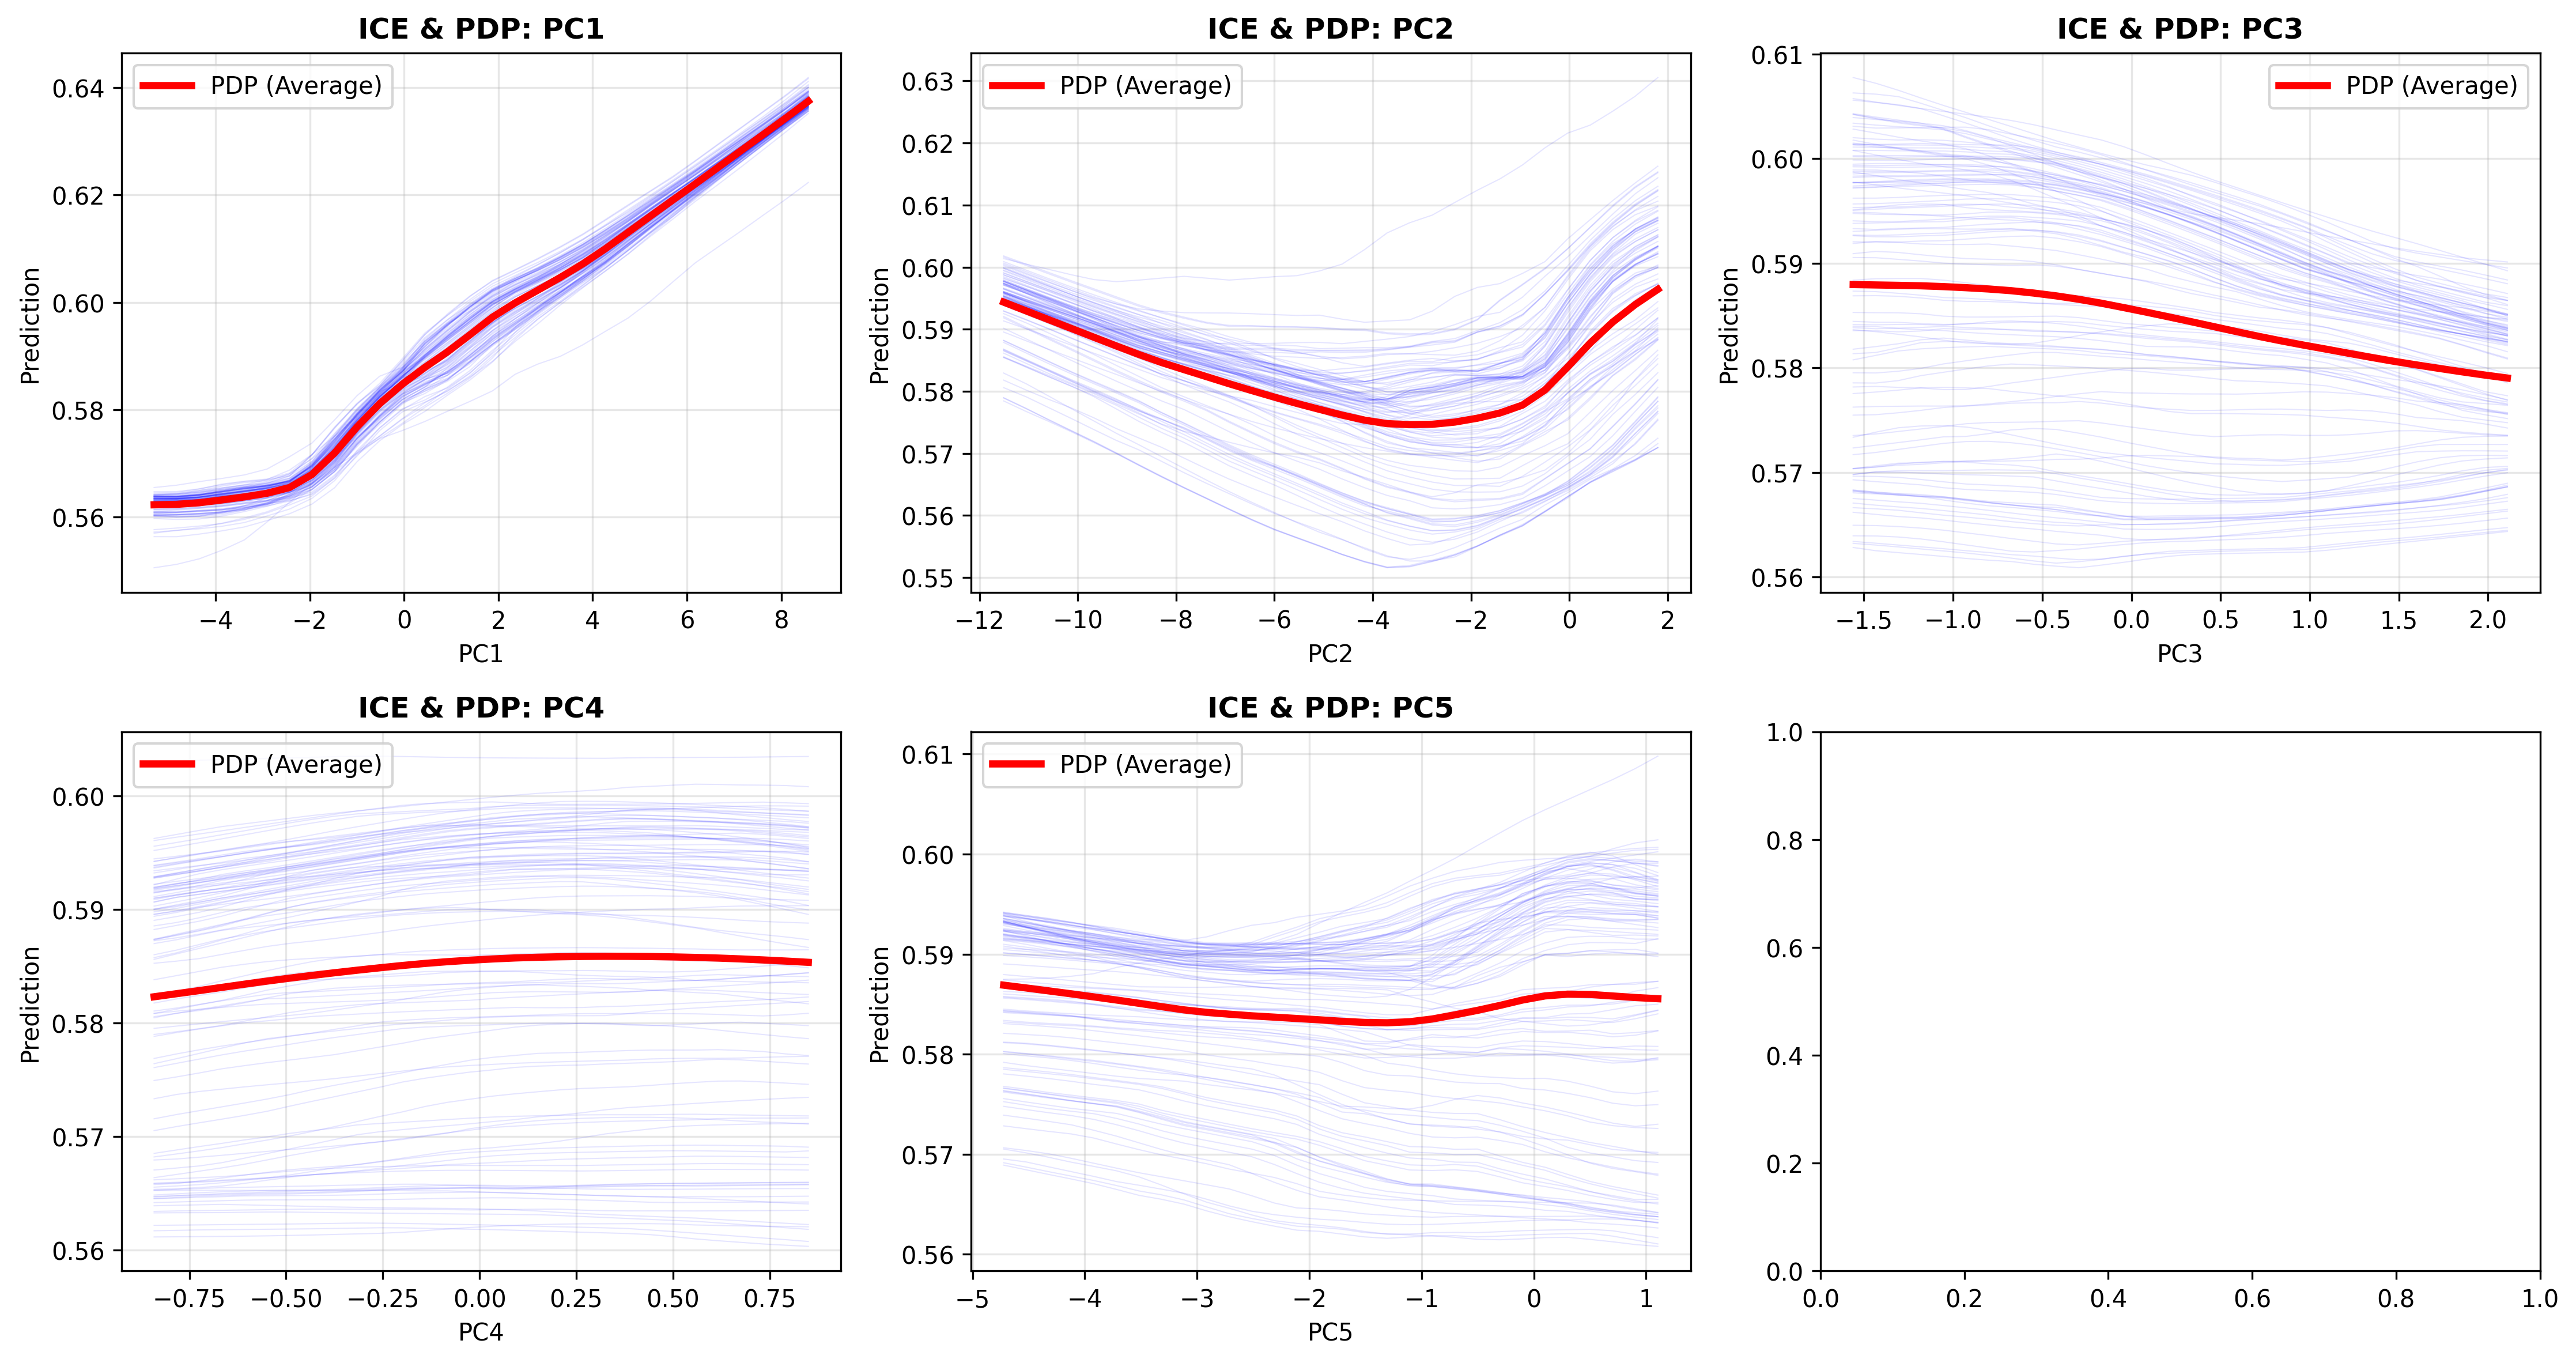 ICE & PDP: PC1
PDP (Average)
0.64
0.62
0.60
0.58
0.56
Prediction
−4 −2 0 2 4 6 8
PC1
ICE & PDP: PC2
PDP (Average)
0.63
0.62
0.61
0.60
0.59
0.58
0.57
0.56
0.55
Prediction
−12 −10 −8 −6 −4 −2 0 2
PC2
ICE & PDP: PC3
PDP (Average)
0.61
0.60
0.59
0.58
0.57
0.56
Prediction
−1.5 −1.0 −0.5 0.0 0.5 1.0 1.5 2.0
PC3
ICE & PDP: PC4
PDP (Average)
0.60
0.59
0.58
0.57
0.56
Prediction
−0.75 −0.50 −0.25 0.00 0.25 0.50 0.75
PC4
ICE & PDP: PC5
PDP (Average)
0.61
0.60
0.59
0.58
0.57
0.56
Prediction
−5 −4 −3 −2 −1 0 1
PC5
1.0
0.8
0.6
0.4
0.2
0.0
0.0 0.2 0.4 0.6 0.8 1.0